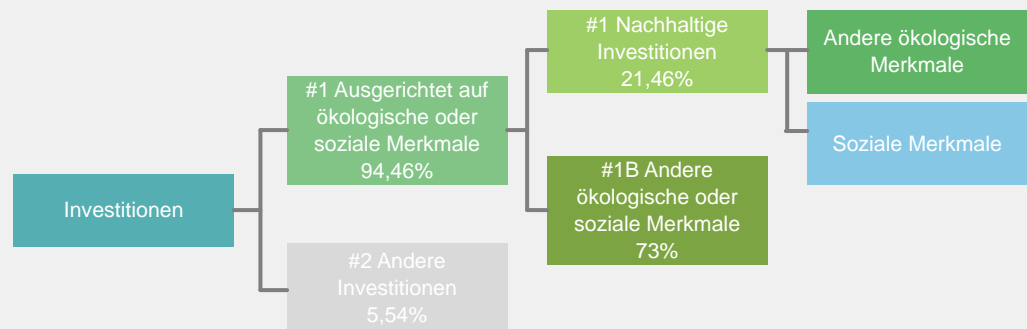 Investitionen
#1 Ausgerichtet auf
ökologische oder
soziale Merkmale
94,46%
#2 Andere
Investitionen
5,54%
#1 Nachhaltige
Investitionen
21,46%
#1B Andere
ökologische oder
soziale Merkmale
73%
Andere ökologische
Merkmale
Soziale Merkmale